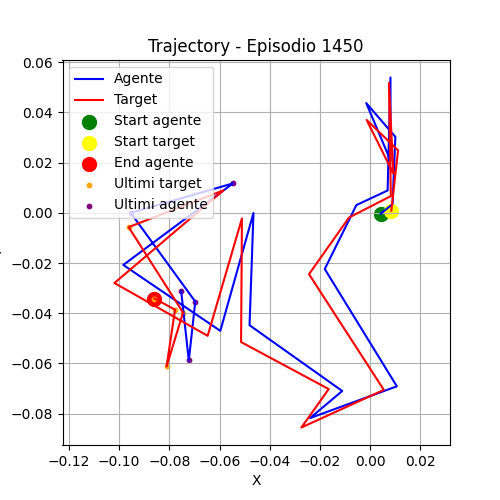 Trajectory - Episodio 1450
Agente
Target
Start agente
Start target
End agente
Ultimi target
Ultimi agente
0.06
0.04
0.02
0.00
−0.02
−0.04
−0.06
−0.08
−0.12
−0.10
−0.08
−0.06
−0.04
−0.02
0.00
0.02
X